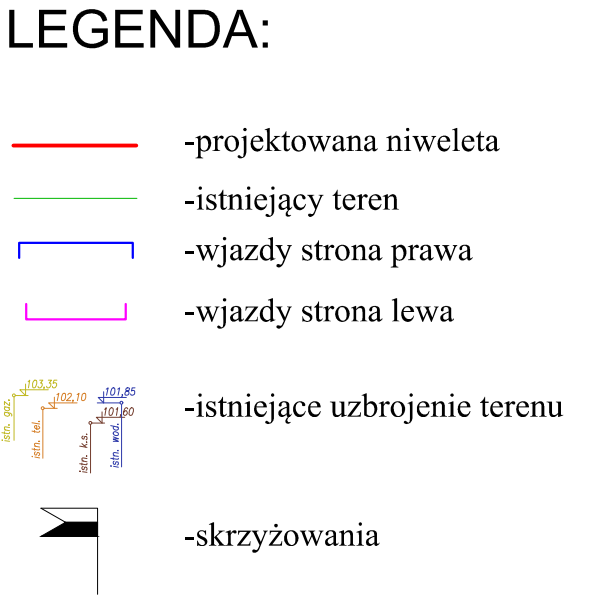 LEGENDA:
-projektowana niweleta
-istniejący teren
-wjazdy strona prawa
-wjazdy strona lewa
103,35
102,10
101,85
101,60
istn. gaz.
istn. tel.
istn. k.s.
istn. wod.
-istniejące uzbrojenie terenu
-skrzyżowania